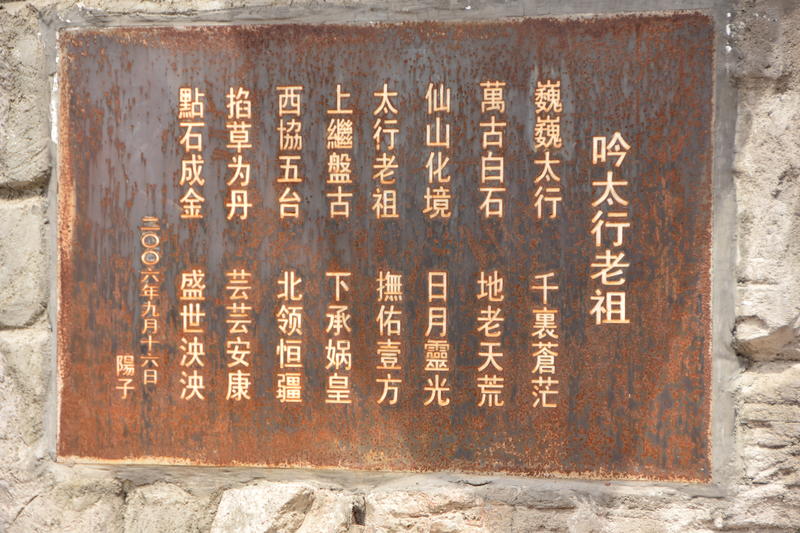 吟太行老祖
巍巍太行 千裏蒼茫
萬古白石 地老天荒
仙山化境 日月靈光
太行老祖 撫佑壹方
上繼盤古 下承娲皇
西協五台 北领恒疆
掐草为丹 芸芸安康
點石成金 盛世泱泱
二〇〇六年九月十六日
陽子